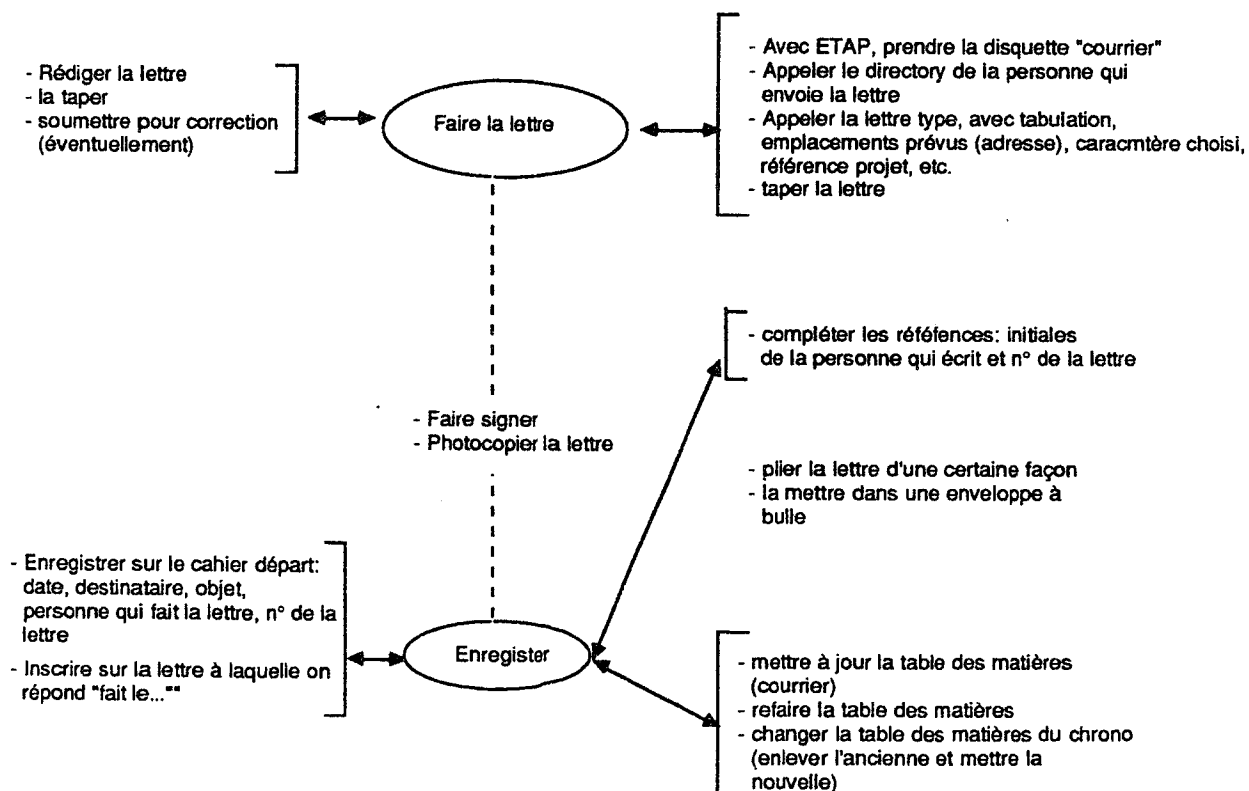 - Rédiger la lettre
- la taper
- soumettre pour correction
(éventuellement)
Faire la lettre
- Avec ETAP, prendre la disquette "courrier"
- Appeler le directory de la personne qui
envoie la lettre
- Appeler la lettre type, avec tabulation,
emplacements prévus (adresse), caracmtère choisi,
référence projet, etc.
- taper la lettre
- compléter les références: initiales
de la personne qui écrit et n° de la lettre
- Faire signer
- Photocopier la lettre
- plier la lettre d'une certaine façon
- la mettre dans une enveloppe à
bulle
- Enregistrer sur le cahier départ:
date, destinataire, objet,
personne qui fait la lettre, n° de la
lettre
- Inscrire sur la lettre à laquelle on
répond "fait le...""
Enregister
- mettre à jour la table des matières
(courrier)
- refaire la table des matières
- changer la table des matières du chrono
(enlever l'ancienne et mettre la
nouvelle)